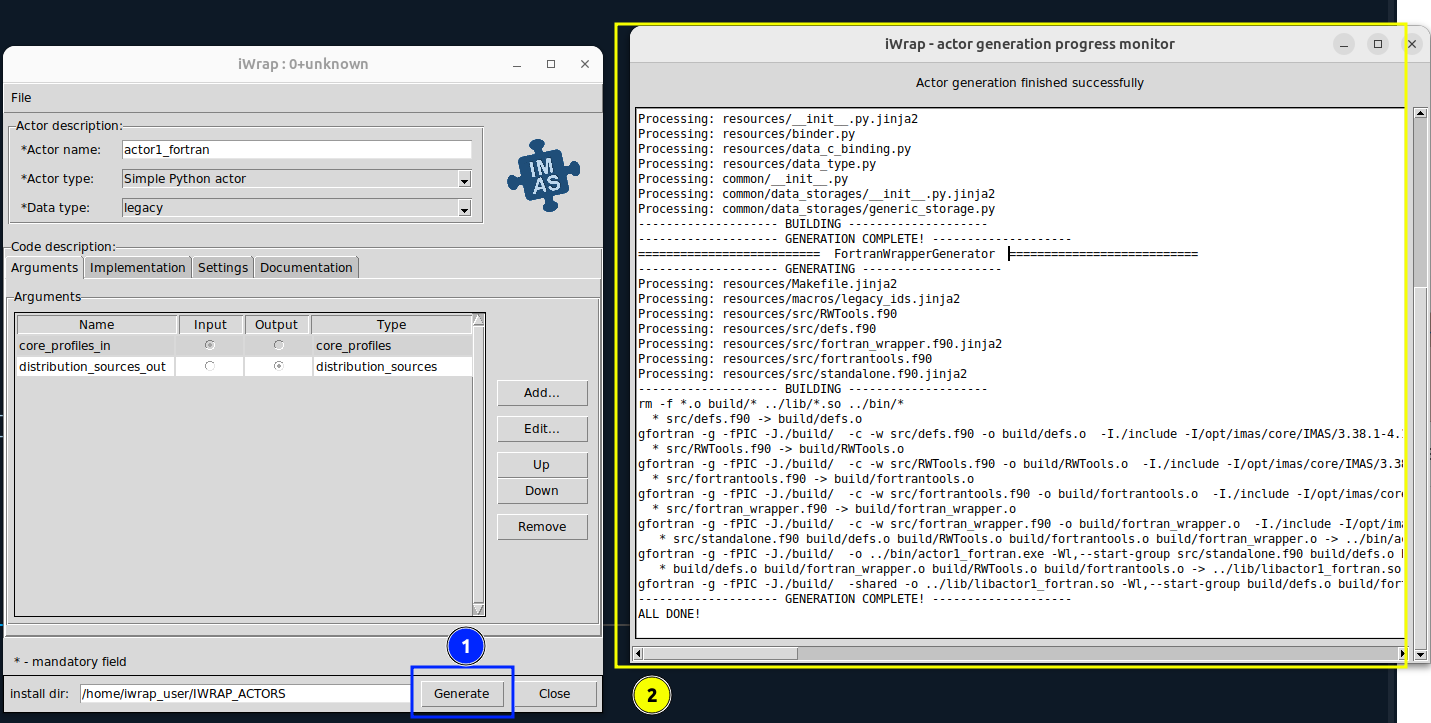 iWrap : 0+unknown
File
Actor description:
*Actor name: actor1_fortran
*Actor type: Simple Python actor
*Data type: legacy
IM
AS
Code description:
Arguments Implementation Settings Documentation
Arguments
Name Input Output Type
core_profiles_in core_profiles
distribution_sources_out distribution_sources
Add...
Edit...
Up
Down
Remove
1
* - mandatory field
install dir: /home/iwrap_user/IWRAP_ACTORS Generate Close
iWrap - actor generation progress monitor
Actor generation finished successfully
Processing: resources/__init__.py.jinja2
Processing: resources/binder.py
Processing: resources/data_c_binding.py
Processing: resources/data_type.py
Processing: common/__init__.py
Processing: common/data_storages/__init__.py.jinja2
Processing: common/data_storages/generic_storage.py
-------------------- BUILDING --------------------
-------------------- GENERATION COMPLETE! --------------------
========================== FortranWrapperGenerator ===========================
-------------------- GENERATING --------------------
Processing: resources/Makefile.jinja2
Processing: resources/macros/legacy_ids.jinja2
Processing: resources/src/RWTools.f90
Processing: resources/src/defs.f90
Processing: resources/src/fortran_wrapper.f90.jinja2
Processing: resources/src/fortrantools.f90
Processing: resources/src/standalone.f90.jinja2
-------------------- BUILDING --------------------
rm -f *.o build/* ../lib/*.so ../bin/*
* src/defs.f90 -> build/defs.o
gfortran -g -fPIC -J./build/ -c -w src/defs.f90 -o build/defs.o -I./include -I/opt/imas/core/IMAS/3.38.1-4.
* src/RWTools.f90 -> build/RWTools.o
gfortran -g -fPIC -J./build/ -c -w src/RWTools.f90 -o build/RWTools.o -I./include -I/opt/imas/core/IMAS/3.38
* src/fortrantools.f90 -> build/fortrantools.o
gfortran -g -fPIC -J./build/ -c -w src/fortrantools.f90 -o build/fortrantools.o -I./include -I/opt/imas/core
* src/fortran_wrapper.f90 -> build/fortran_wrapper.o
gfortran -g -fPIC -J./build/ -c -w src/fortran_wrapper.f90 -o build/fortran_wrapper.o -I./include -I/opt/ima
* src/standalone.f90 build/defs.o build/RWTools.o build/fortrantools.o build/fortran_wrapper.o -> ../bin/ac
gfortran -g -fPIC -J./build/ -o ../bin/actor1_fortran.exe -Wl,--start-group src/standalone.f90 build/defs.o
* build/defs.o build/fortran_wrapper.o build/RWTools.o build/fortrantools.o -> ../lib/libactor1_fortran.so
gfortran -g -fPIC -J./build/ -shared -o ../lib/libactor1_fortran.so -Wl,--start-group build/defs.o build/for
-------------------- GENERATION COMPLETE! --------------------
ALL DONE!
2